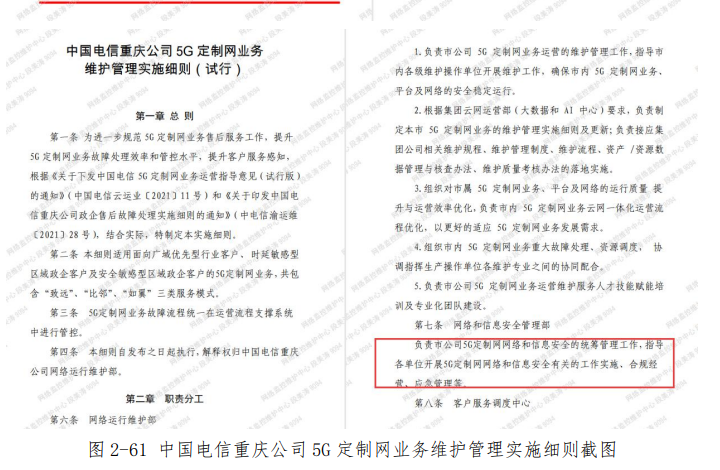 中国电信重庆公司 5G 定制网业务
维护管理实施细则（试行）
第一章 总 则
第一条 为进一步规范 5G 定制网业务售后服务工作，提升
5G 定制网业务故障处理效率和管控水平，提升客户服务感知，
根据《关于下发中国电信 5G 定制网业务运营指导意见（试行版）
的通知》（中国电信云运业〔2021〕11 号）和《关于印发中国电
信重庆公司政企售后故障处理实施细则的通知》（中电信渝运维
〔2021〕28 号），结合实际，特制定本实施细则。
第二条 本细则适用面向广域优先型行业客户、 时延敏感型
区域政企客户及安全敏感型区域政企客户的5G定制网业务，共包
含 “致远”、“比邻”、“如翼” 三类服务模式。
第三条 5G定制网业务故障流程统一在运营流程支撑系统
中进行管控。
第四条 本细则自发布之日起执行，解释权归中国电信重庆
公司网络运行维护部。
第二章 职责分工
第六条 网络运行维护部
1.负责市公司 5G 定制网业务运营的维护管理工作，指导市
内各级维护操作单位开展维护工作，确保市内 5G 定制网业务、
平台及网络的安全稳定运行。
2.根据集团云网运营部（大数据和 AI 中心）要求，负责制
定本市 5G 定制网业务的维护管理实施细则及更新；负责接应集
团公司相关维护规程、维护管理制度、维护流程、资产 /资源数
据管理与核查办法、维护质量考核办法的落地实施。
3.组织对市属 5G 定制网业务、平台及网络的运行质量 提
升与运营效率优化，负责市内 5G 定制网业务云网一体化运营流
程优化，以更好的适应 5G 定制网业务发展需求。
4.组织市内 5G 定制网业务重大故障处理、资源调度， 协
调指挥生产操作单位各维护专业之间的协同配合。
5.负责市内 5G 定制网业务运营维护服务人才技能赋能培
训及专业化团队建设。
第七条 网络和信息安全管理部
负责市公司5G定制网网络和信息安全的统筹管理工作，指导
各单位开展5G定制网网络和信息安全有关的工作实施、合规经
营、应急管理等。
第八条 客户服务调度中心
图 2-61 中国电信重庆公司 5G 定制网业务维护管理实施细则截图